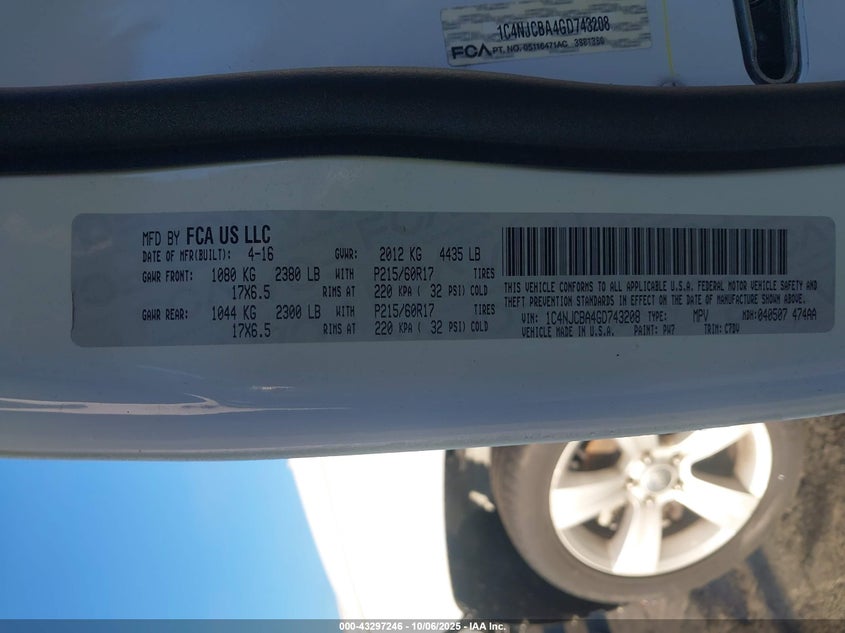 1C4NJCBA4GD743208
FCA PT. NO. 05116471AC
MFD BY FCA US LLC
DATE OF MFR(BUILT): 4-16 GVWR: 2012 KG 4435 LB
GAWR FRONT: 1080 KG 2380 LB WITH P215/60R17 TIRES
17X6.5 RIMS AT 220 KPA ( 32 PSI) COLD
GAWR REAR: 1044 KG 2300 LB WITH P215/60R17 TIRES
17X6.5 RIMS AT 220 KPA ( 32 PSI) COLD
THIS VEHICLE CONFORMS TO ALL APPLICABLE U.S.A. FEDERAL MOTOR VEHICLE SAFETY AND
THEFT PREVENTION STANDARDS IN EFFECT ON THE DATE OF MANUFACTURE SHOWN ABOVE.
VIN: 1C4NJCBA4GD743208 TYPE: MPV MDH: 040507 474AA
VEHICLE MADE IN U.S.A. PAINT: PW7 TRIM: C7DV
000-43297246 - 10/06/2025 - IAA Inc.